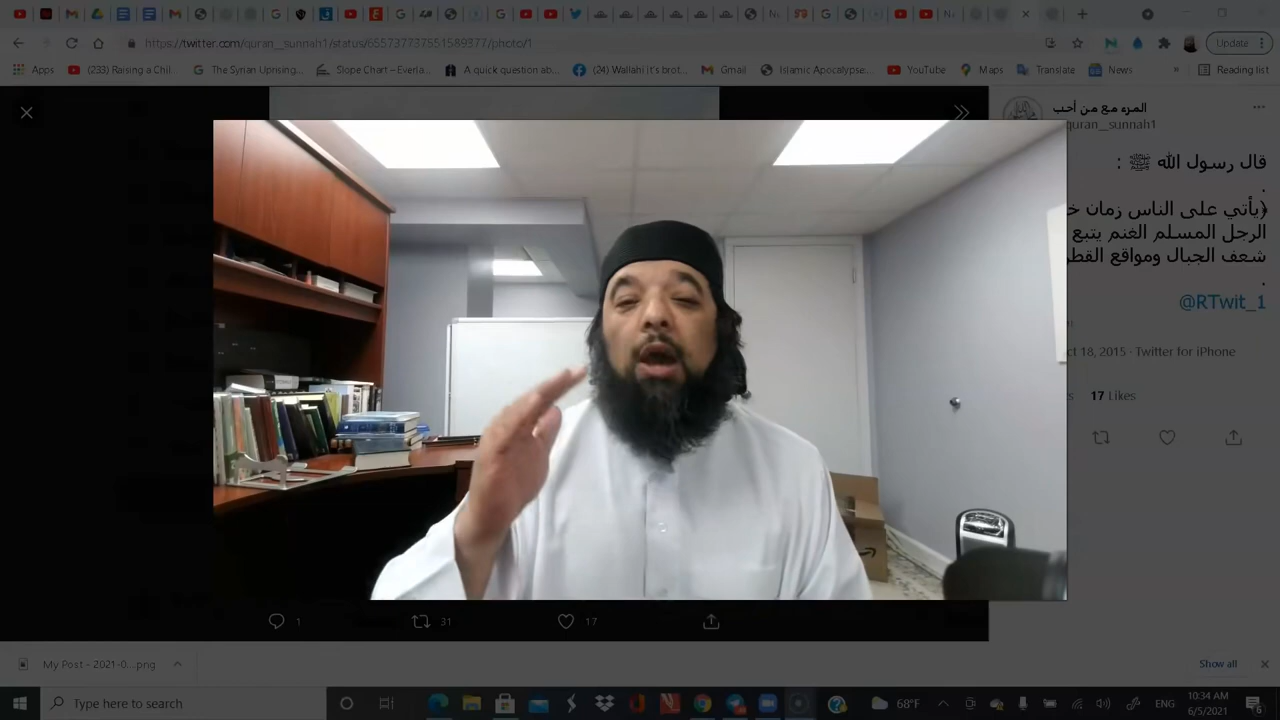 https://twitter.com/quran_sunnah1/status/655737737551589377/photo/1
Update
Apps
(233) Raising a Chil...
The Syrian Uprising...
Slope Chart – Everla...
A quick question ab...
(24) Wallahi it's brot...
Gmail
Islamic Apocalypse...
YouTube
Maps
Translate
News
Reading list
المرء مع من أحب
quran_sunnah1
قال رسول الله ﷺ :
.
﴿يأتي على الناس زمان
الرجل المسلم الغنم يتبع
شعف الجبال ومواقع القطر
.
@RTwit_1
ct 18, 2015 · Twitter for iPhone
17 Likes
1
31
17
My Post - 2021-0....png
Show all
Type here to search
68°F
ENG
10:34 AM
6/5/2021
6